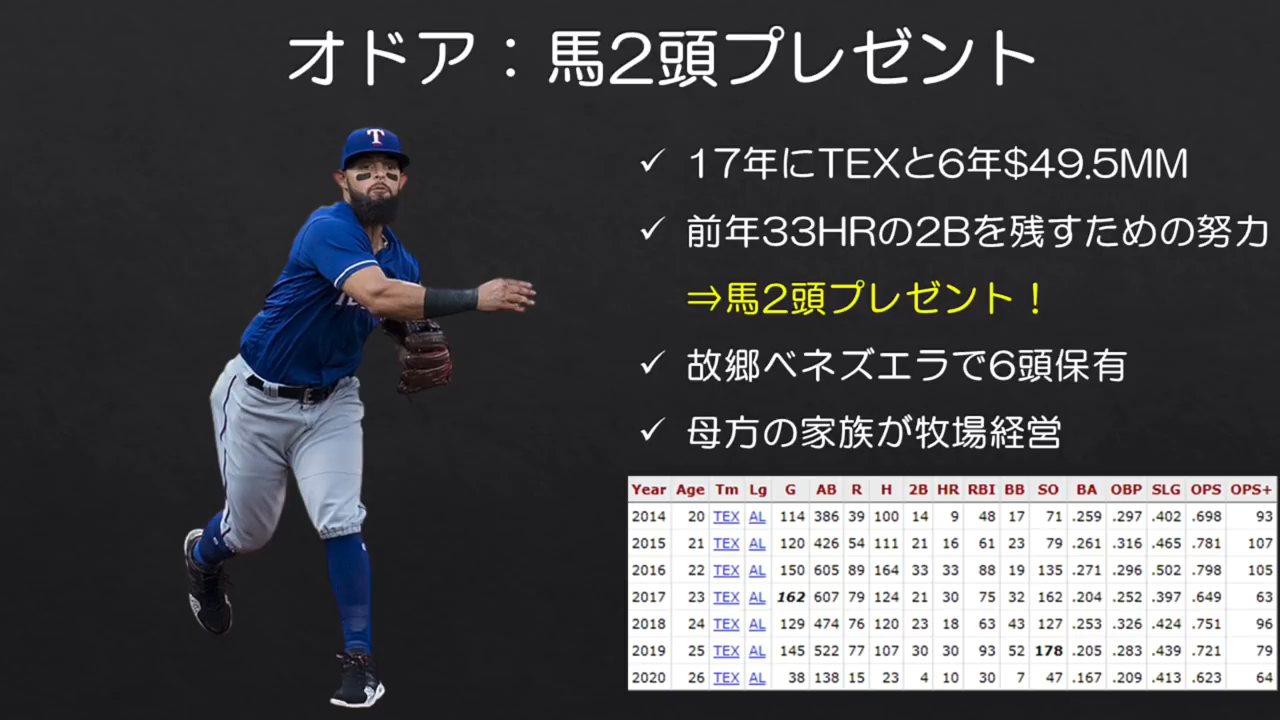 オドア：馬2頭プレゼント
T
✓ 17年にTEXと6年$49.5MM
✓ 前年33HRの2Bを残すための努力
⇒馬2頭プレゼント！
✓ 故郷ベネズエラで6頭保有
✓ 母方の家族が牧場経営
Year Age Tm Lg G AB R H 2B HR RBI BB SO BA OBP SLG OPS OPS+
2014 20 TEX AL 114 386 39 100 14 9 48 17 71 .259 .297 .402 .698 93
2015 21 TEX AL 120 426 54 111 21 16 61 23 79 .261 .316 .465 .781 107
2016 22 TEX AL 150 605 89 164 33 33 88 19 135 .271 .296 .502 .798 105
2017 23 TEX AL 162 607 79 124 21 30 75 32 162 .204 .252 .397 .649 63
2018 24 TEX AL 129 474 76 120 23 18 63 43 127 .253 .326 .424 .751 96
2019 25 TEX AL 145 522 77 107 30 30 93 52 178 .205 .283 .439 .721 79
2020 26 TEX AL 38 138 15 23 4 10 30 7 47 .167 .209 .413 .623 64